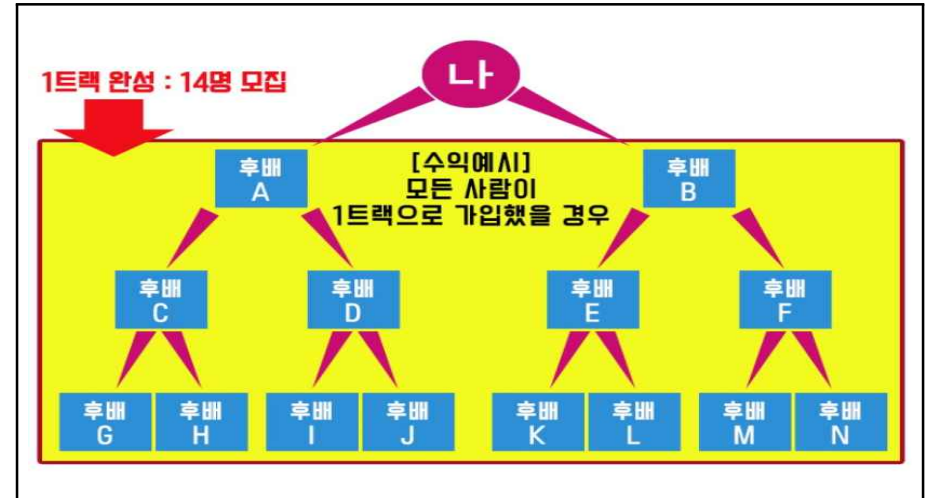 나
1트랙 완성 : 14명 모집
[수익예시]
모든 사람이
1트랙으로 가입했을 경우
후배
A
후배
B
후배
C
후배
D
후배
E
후배
F
후배
G
후배
H
후배
I
후배
J
후배
K
후배
L
후배
M
후배
N